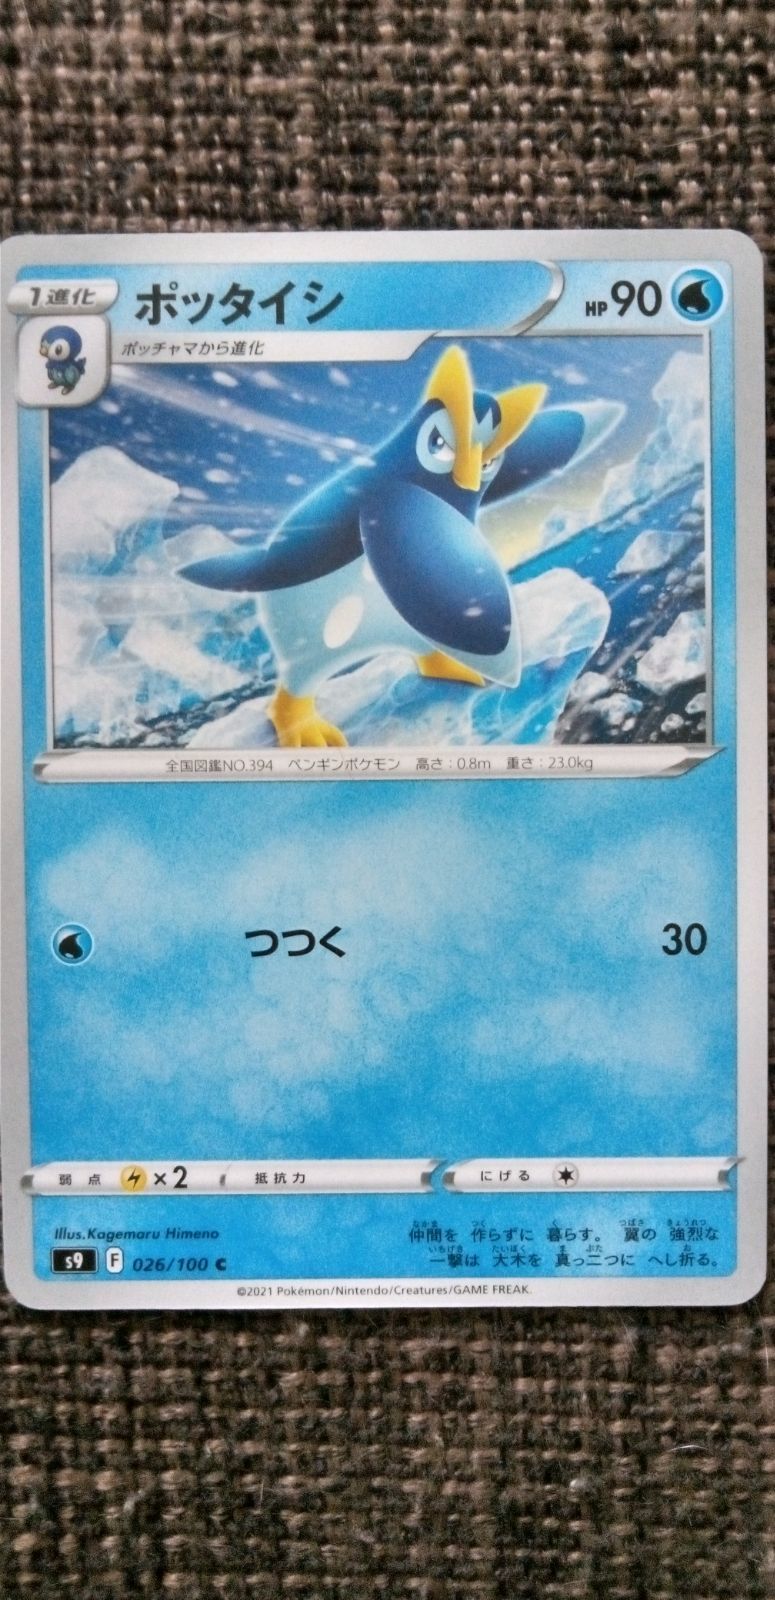 1進化
ポッタイシ
HP90
ポッチャマから進化
全国図鑑NO.394 ペンギンポケモン 高さ:0.8m 重さ:23.0kg
つつく 30
弱点 ×2 抵抗力 にげる
Illus.Kagemaru Himeno
仲間を 作らずに 暮らす。 翼の 強烈な
一撃は 大木を 真っ二つに へし折る。
s9 F 026/100 C
©2021 Pokémon/Nintendo/Creatures/GAME FREAK.